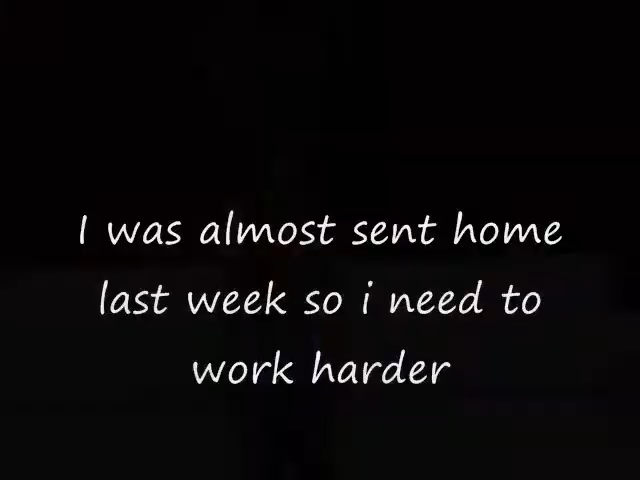 I was almost sent home
last week so i need to
work harder